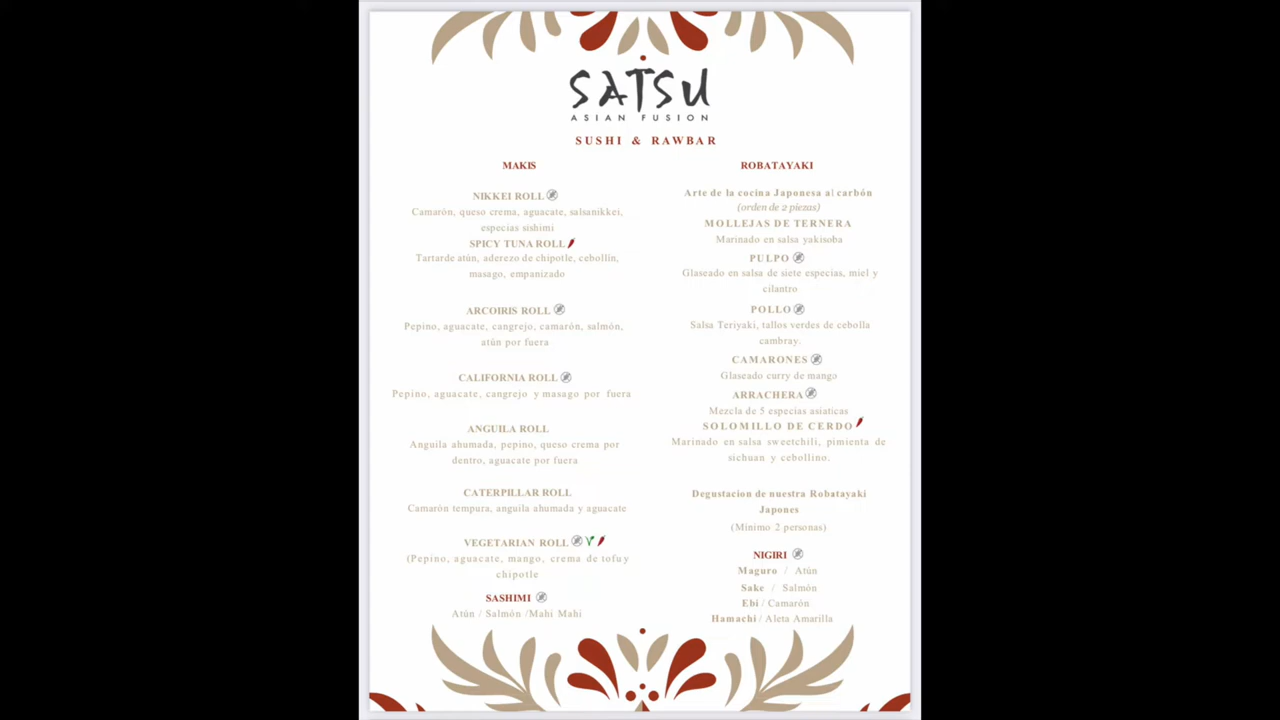 SATSU
ASIAN FUSION
SUSHI & RAWBAR
MAKIS
NIKKEI ROLL
Camarón, queso crema, aguacate, salsanikkei,
especias sishimi
SPICY TUNA ROLL
Tartarde atún, aderezo de chipotle, cebollín,
masago, empanizado
ARCOIRIS ROLL
Pepino, aguacate, cangrejo, camarón, salmón,
atún por fuera
CALIFORNIA ROLL
Pepino, aguacate, cangrejo y masago por fuera
ANGUILA ROLL
Anguila ahumada, pepino, queso crema por
dentro, aguacate por fuera
CATERPILLAR ROLL
Camarón tempura, anguila ahumada y aguacate
VEGETARIAN ROLL
(Pepino, aguacate, mango, crema de tofu y
chipotle
SASHIMI
Atún / Salmón /Mahi Mahi
ROBATAYAKI
Arte de la cocina Japonesa al carbón
(orden de 2 piezas)
MOLLEJAS DE TERNERA
Marinado en salsa yakisoba
PULPO
Glaseado en salsa de siete especias, miel y
cilantro
POLLO
Salsa Teriyaki, tallos verdes de cebolla
cambray.
CAMARONES
Glaseado curry de mango
ARRACHERA
Mezcla de 5 especias asiaticas
SOLOMILLO DE CERDO
Marinado en salsa sweetchili, pimienta de
sichuan y cebollino.
Degustacion de nuestra Robatayaki
Japones
(Minimo 2 personas)
NIGIRI
Maguro / Atún
Sake / Salmón
Ebi / Camarón
Hamachi / Aleta Amarilla